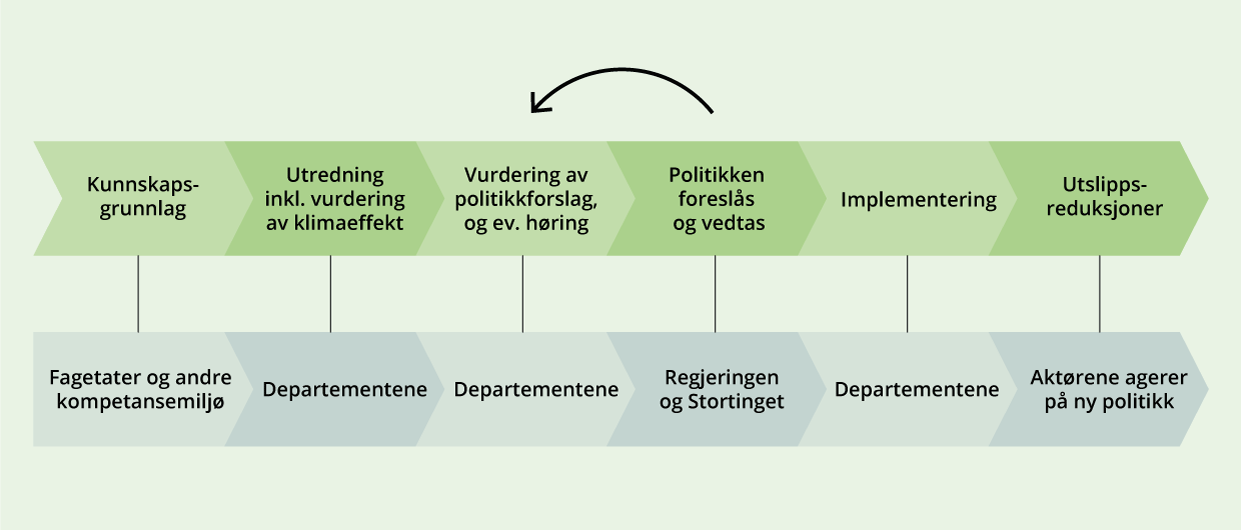 Kunnskaps-
grunnlag
Utredning
inkl. vurdering
av klimaeffekt
Vurdering av
politikkforslag,
og ev. høring
Politikken
foreslås
og vedtas
Implementering
Utslipps-
reduksjoner
Fagetater og andre
kompetansemiljø
Departementene
Departementene
Regjeringen
og Stortinget
Departementene
Aktørene agerer
på ny politikk